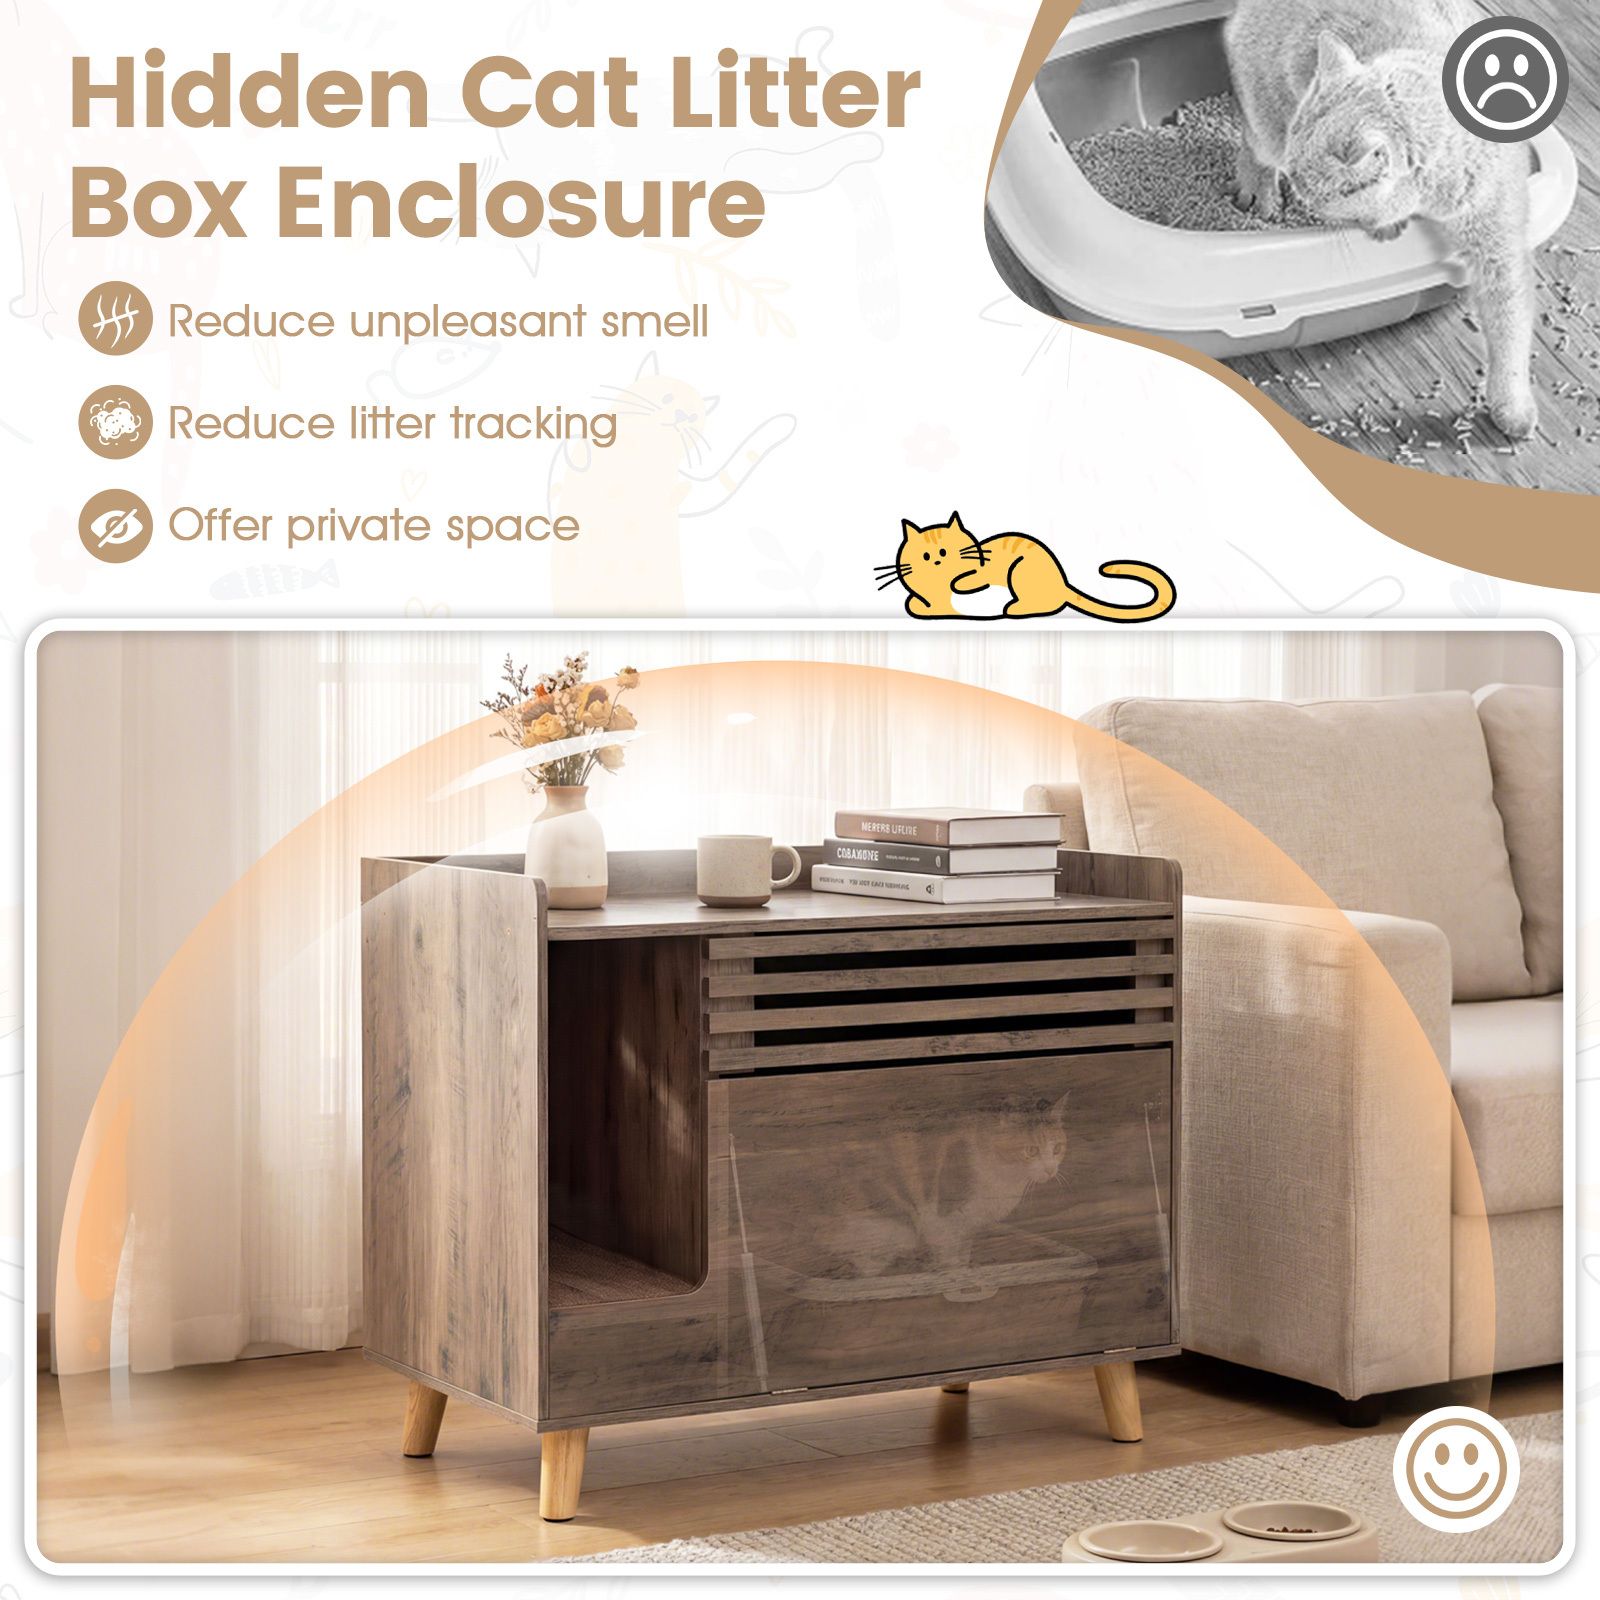 Hidden Cat Litter
Box Enclosure
Reduce unpleasant smell
Reduce litter tracking
Offer private space